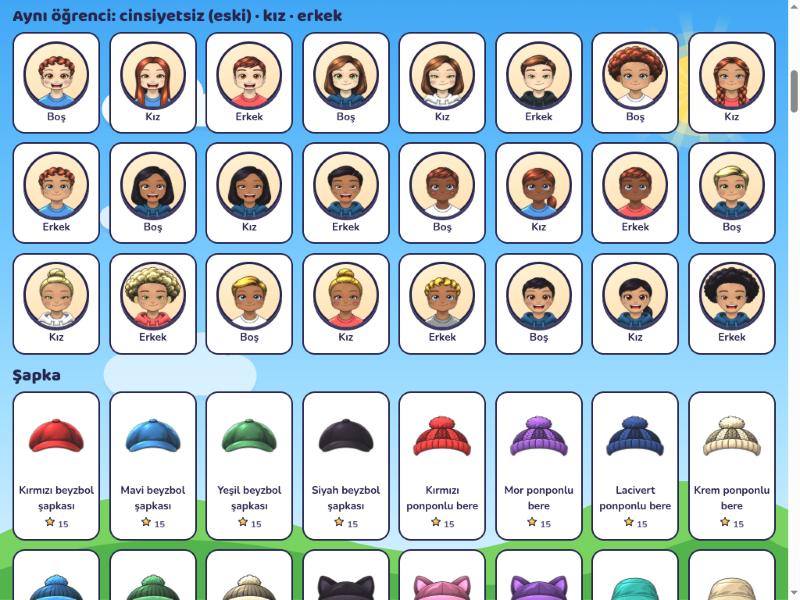 Aynı öğrenci: cinsiyetsiz (eski) · kız · erkek
Boş
Kız
Erkek
Boş
Kız
Erkek
Boş
Kız
Erkek
Boş
Kız
Erkek
Boş
Kız
Erkek
Boş
Kız
Erkek
Boş
Kız
Erkek
Boş
Kız
Erkek
Şapka
Kırmızı beyzbol
şapkası
15
Mavi beyzbol
şapkası
15
Yeşil beyzbol
şapkası
15
Siyah beyzbol
şapkası
15
Kırmızı
ponponlu bere
15
Mor ponponlu
bere
15
Lacivert
ponponlu bere
15
Krem ponponlu
bere
15